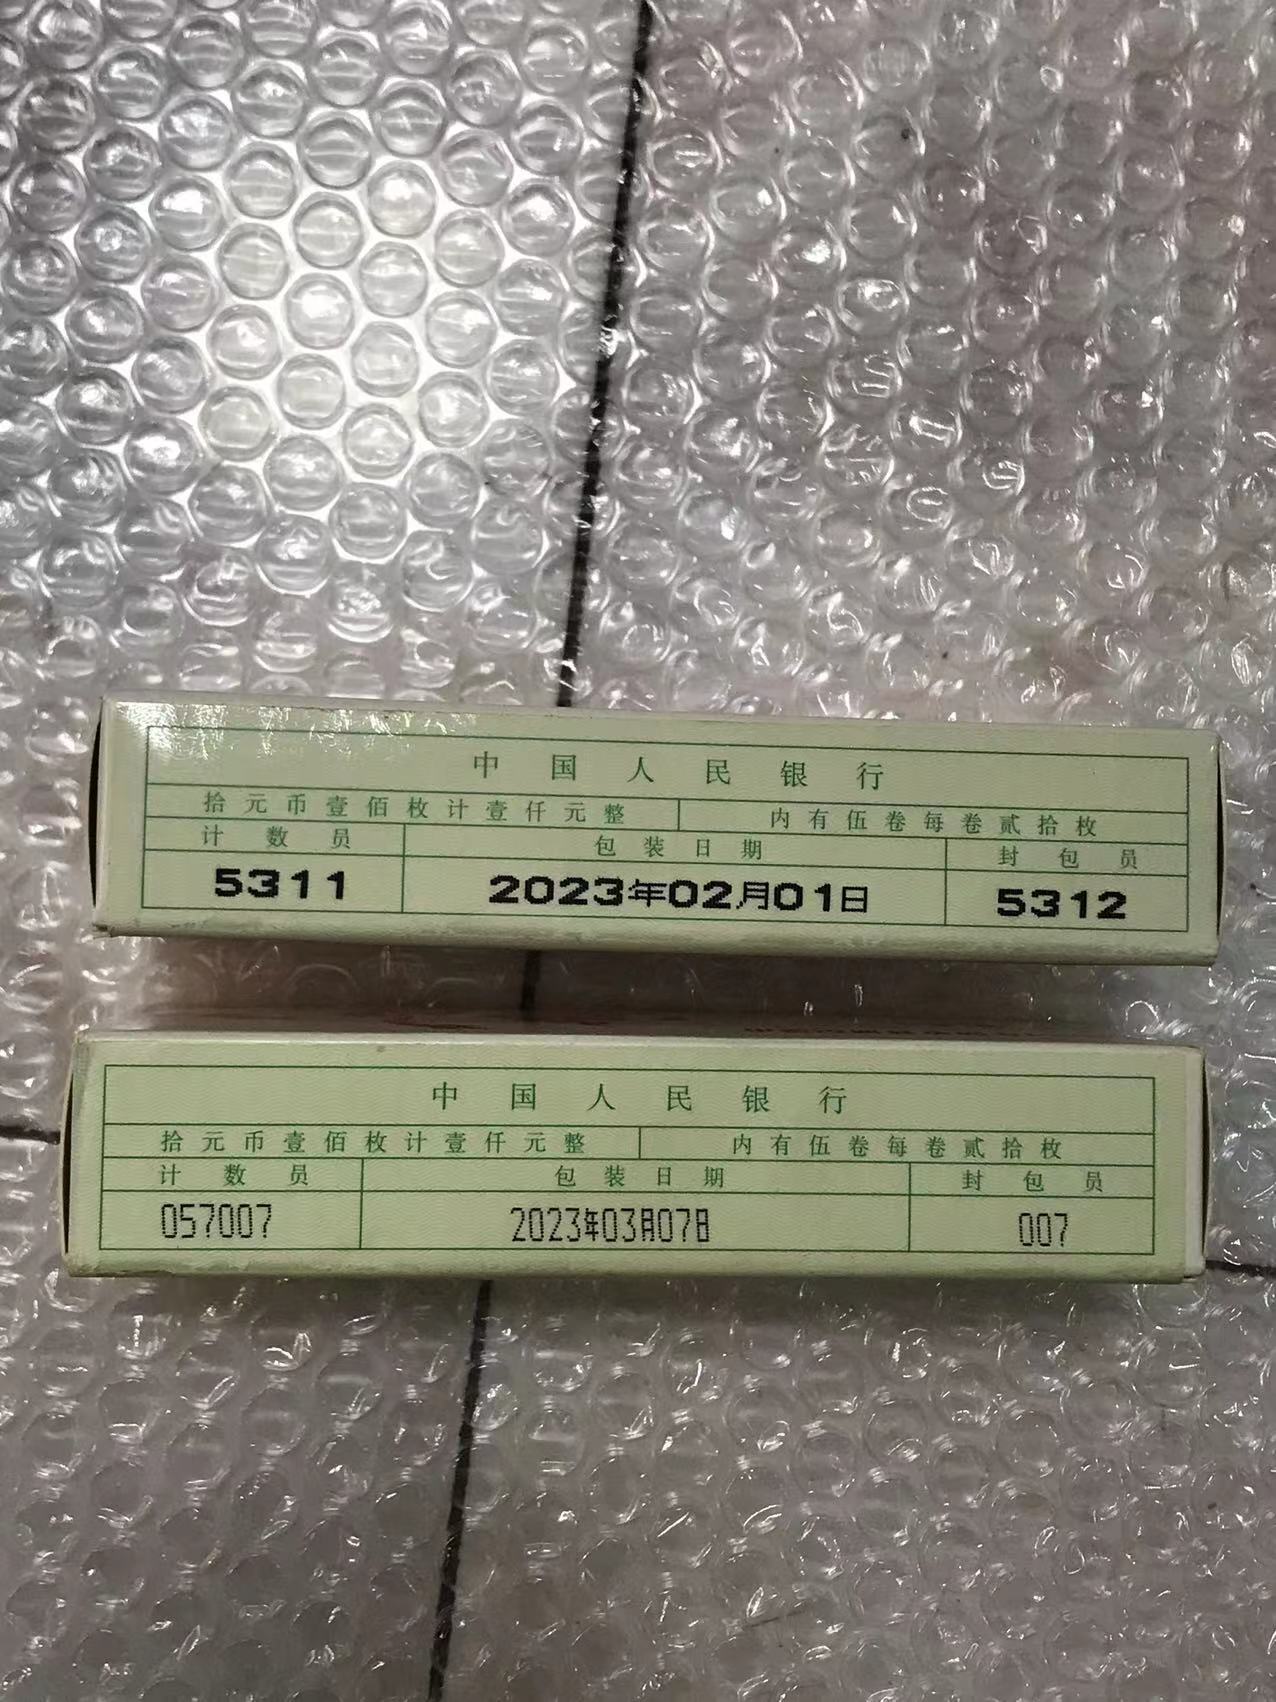 中国人民银行
拾元币壹佰枚计壹仟元整 内有伍卷每卷贰拾枚
计数员 包装日期 封包员
5311 2023年02月01日 5312
中国人民银行
拾元币壹佰枚计壹仟元整 内有伍卷每卷贰拾枚
计数员 包装日期 封包员
057007 2023年03月07日 007